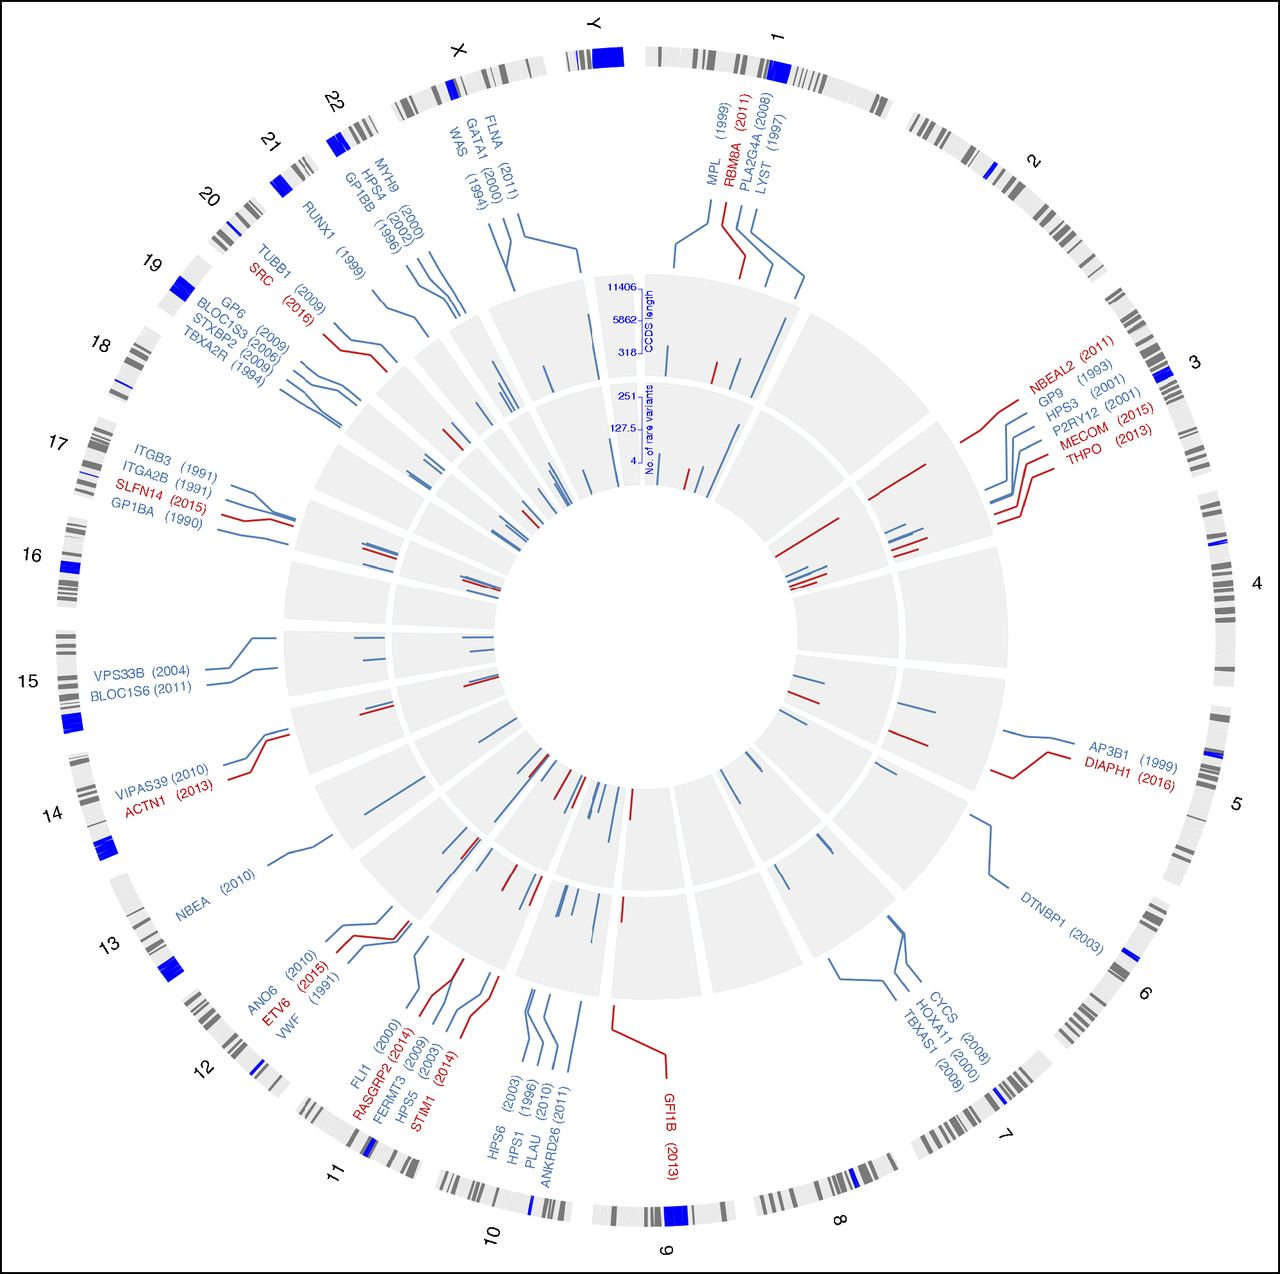 1
MPL (1999)
RBM8A (2011)
PLA2G4A (2008)
LYST (1997)
2
3
NBEAL2 (2011)
GP9 (1993)
HPS3 (2001)
P2RY12 (2001)
MECOM (2015)
THPO (2013)
4
5
AP3B1 (1999)
DIAPH1 (2016)
6
DTNBP1 (2003)
7
CYCS (2008)
HOXA11 (2000)
TBXAS1 (2008)
8
9
GFI1B (2013)
10
ANKRD26 (2011)
PLAU (2010)
HPS1 (1996)
HPS6 (2003)
11
STIM1 (2014)
HPS5 (2003)
FERMT3 (2009)
RASGRP2 (2014)
FLI1 (2000)
12
VWF (1991)
ETV6 (2015)
ANO6 (2010)
13
NBEA (2010)
14
ACTN1 (2013)
VIPAS39 (2010)
15
BLOC1S6 (2011)
VPS33B (2004)
16
17
GP1BA (1990)
SLFN14 (2015)
ITGA2B (1991)
ITGB3 (1991)
18
19
TBXA2R (1994)
STXBP2 (2009)
BLOC1S3 (2006)
GP6 (2009)
20
SRC (2016)
TUBB1 (2009)
21
RUNX1 (1999)
22
GP1BB (1996)
HPS4 (2002)
MYH9 (2000)
X
WAS (1994)
GATA1 (2000)
FLNA (2011)
Y
11406
5862
318
CCDS length
251
127.5
4
No. of rare variants